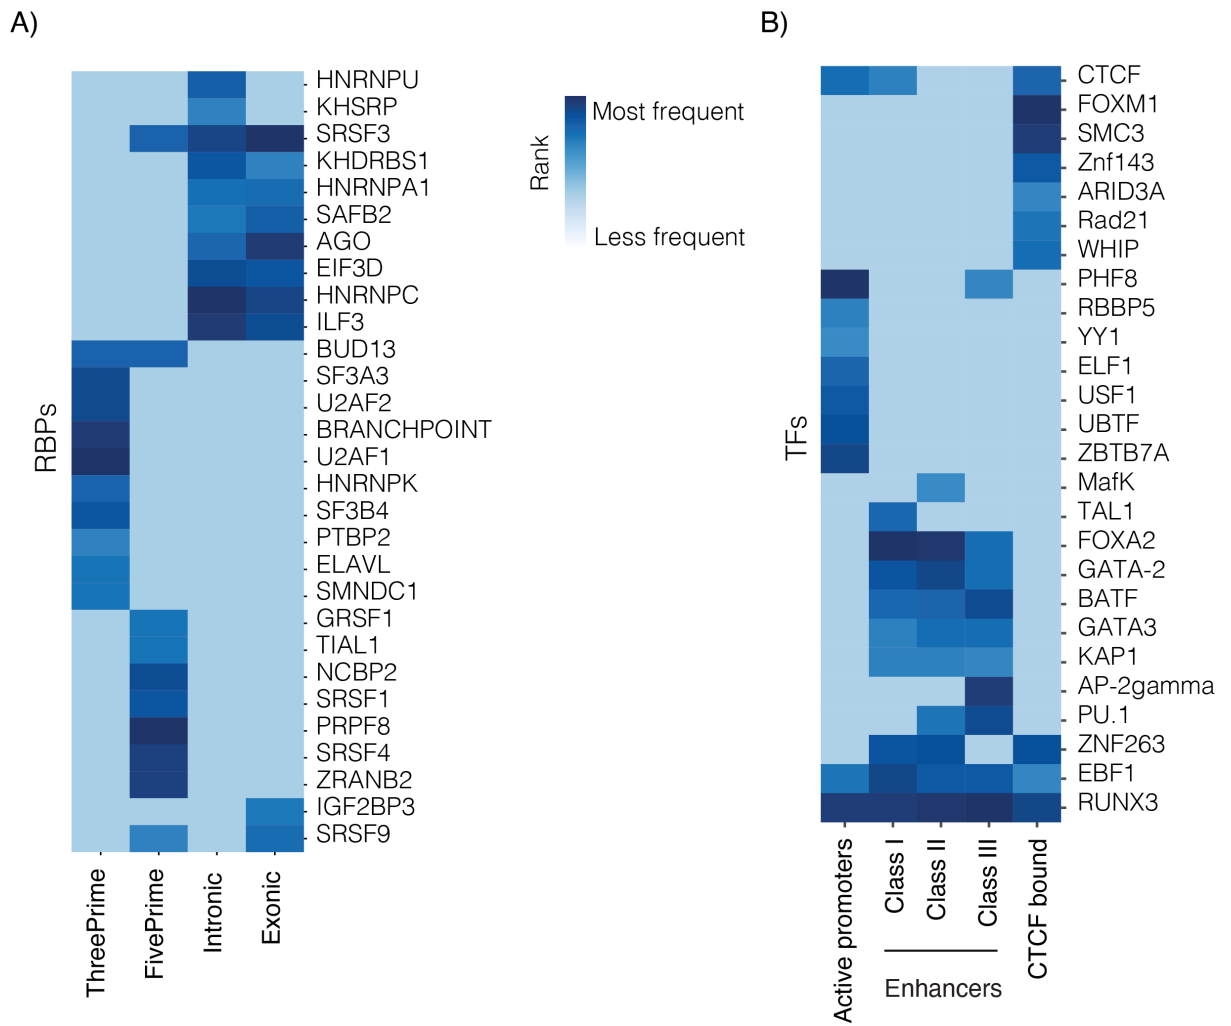 A)
RBPs
HNRNPU
KHSRP
SRSF3
KHDRBS1
HNRNPA1
SAFB2
AGO
EIF3D
HNRNPC
ILF3
BUD13
SF3A3
U2AF2
BRANCHPOINT
U2AF1
HNRNPK
SF3B4
PTBP2
ELAVL
SMNDC1
GRSF1
TIAL1
NCBP2
SRSF1
PRPF8
SRSF4
ZRANB2
IGF2BP3
SRSF9
ThreePrime
FivePrime
Intronic
Exonic
Rank
Most frequent
Less frequent
B)
TFs
CTCF
FOXM1
SMC3
Znf143
ARID3A
Rad21
WHIP
PHF8
RBBP5
YY1
ELF1
USF1
UBTF
ZBTB7A
MafK
TAL1
FOXA2
GATA-2
BATF
GATA3
KAP1
AP-2gamma
PU.1
ZNF263
EBF1
RUNX3
Active promoters
Class I
Class II
Class III
CTCF bound
Enhancers